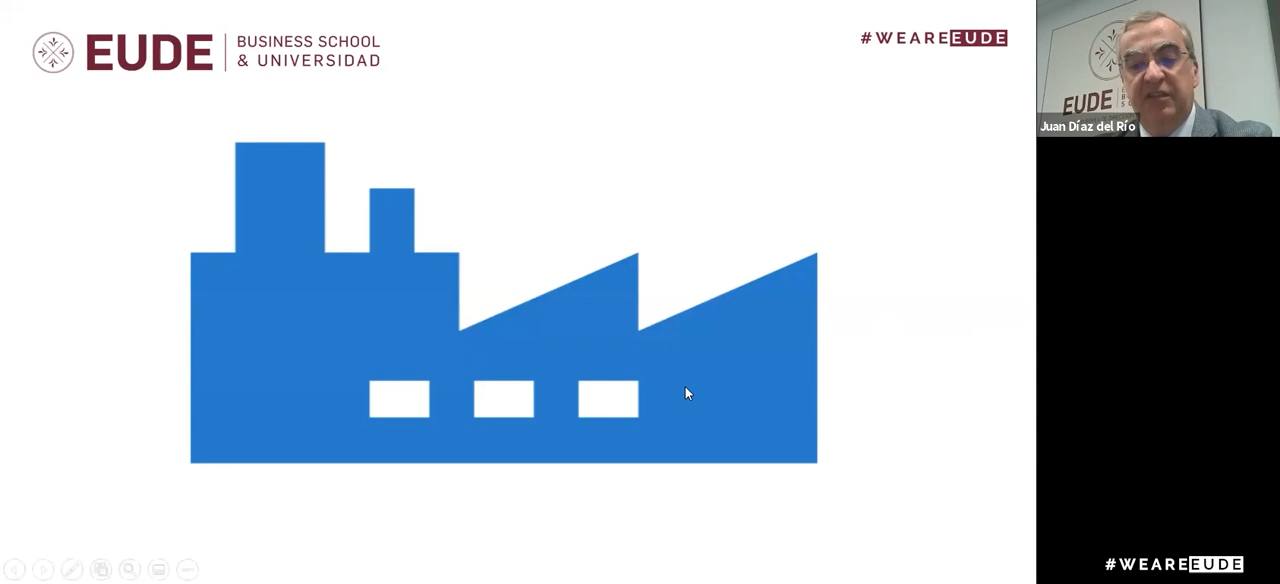 EUDE
BUSINESS SCHOOL
& UNIVERSIDAD
#WEAREEUDE
EUDE
Juan Díaz del Río
#WEAREEUDE